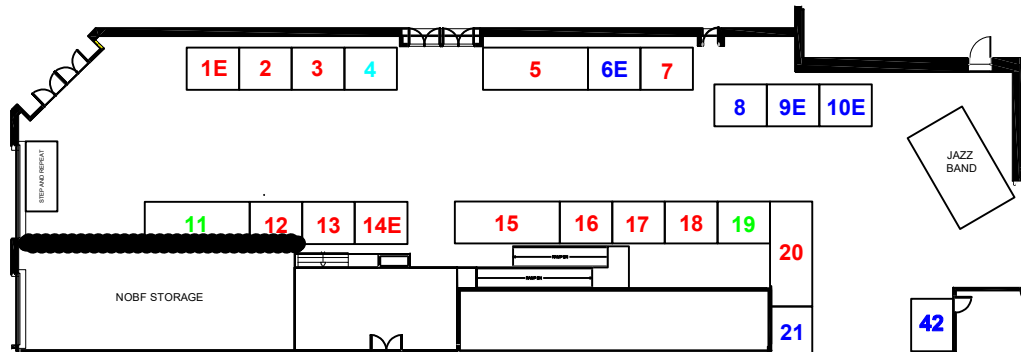 1E 2 3 4 5 6E 7
8 9E 10E
STEP AND REPEAT
JAZZ
BAND
11 12 13 14E 15 16 17 18 19
20
NOBF STORAGE
21
42